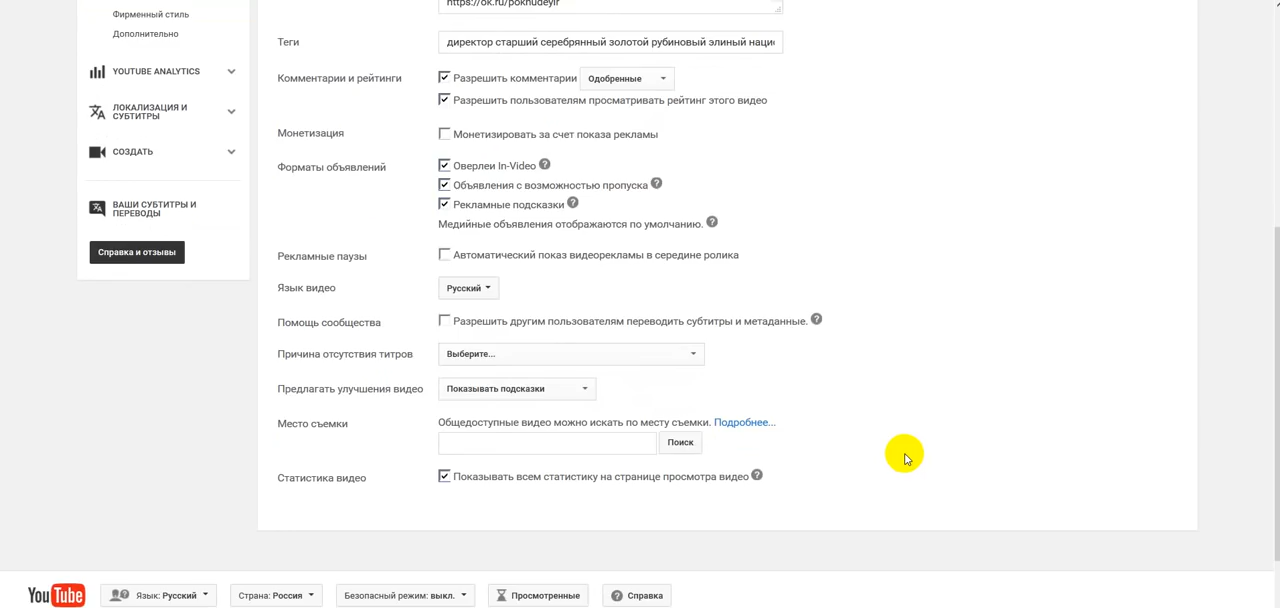 https://ok.ru/pokhudeylr
Фирменный стиль
Дополнительно
YOUTUBE ANALYTICS
ЛОКАЛИЗАЦИЯ И
СУБТИТРЫ
СОЗДАТЬ
ВАШИ СУБТИТРЫ И
ПЕРЕВОДЫ
Справка и отзывы
Теги
директор старший серебрянный золотой рубиновый элиный наци
Комментарии и рейтинги
Разрешить комментарии Одобренные
Разрешить пользователям просматривать рейтинг этого видео
Монетизация
Монетизировать за счет показа рекламы
Форматы объявлений
Оверлеи In-Video ?
Объявления с возможностью пропуска ?
Рекламные подсказки ?
Медийные объявления отображаются по умолчанию. ?
Рекламные паузы
Автоматический показ видеорекламы в середине ролика
Язык видео
Русский
Помощь сообщества
Разрешить другим пользователям переводить субтитры и метаданные. ?
Причина отсутствия титров
Выберите...
Предлагать улучшения видео
Показывать подсказки
Место съемки
Общедоступные видео можно искать по месту съемки. Подробнее...
Поиск
Статистика видео
Показывать всем статистику на странице просмотра видео ?
YouTube Язык: Русский Страна: Россия Безопасный режим: выкл. Просмотренные ? Справка